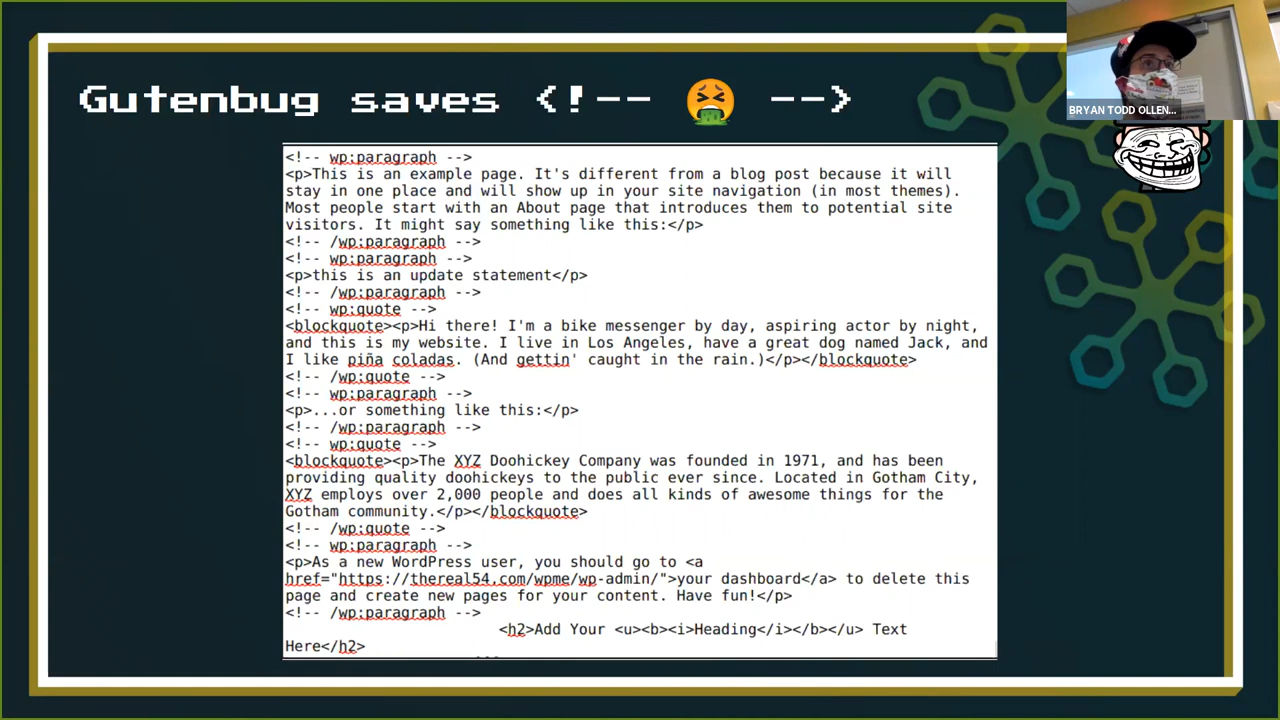 Gutenbug saves <!-- 🤮 -->
BRYAN TODD OLLEN...
<!-- wp:paragraph -->
<p>This is an example page. It's different from a blog post because it will
stay in one place and will show up in your site navigation (in most themes).
Most people start with an About page that introduces them to potential site
visitors. It might say something like this:</p>
<!-- /wp:paragraph -->
<!-- wp:paragraph -->
<p>this is an update statement</p>
<!-- /wp:paragraph -->
<!-- wp:quote -->
<blockquote><p>Hi there! I'm a bike messenger by day, aspiring actor by night,
and this is my website. I live in Los Angeles, have a great dog named Jack, and
I like piña coladas. (And gettin' caught in the rain.)</p></blockquote>
<!-- /wp:quote -->
<!-- wp:paragraph -->
<p>...or something like this:</p>
<!-- /wp:paragraph -->
<!-- wp:quote -->
<blockquote><p>The XYZ Doohickey Company was founded in 1971, and has been
providing quality doohickeys to the public ever since. Located in Gotham City,
XYZ employs over 2,000 people and does all kinds of awesome things for the
Gotham community.</p></blockquote>
<!-- /wp:quote -->
<!-- wp:paragraph -->
<p>As a new WordPress user, you should go to <a
href="https://thereal54.com/wpme/wp-admin/">your dashboard</a> to delete this
page and create new pages for your content. Have fun!</p>
<!-- /wp:paragraph -->
<h2>Add Your <u><b><i>Heading</i></b></u> Text
Here</h2>